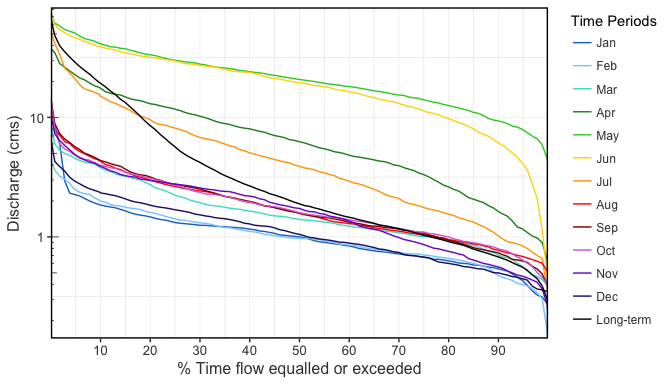 Time Periods
Jan
Feb
Mar
Apr
May
Jun
Jul
Aug
Sep
Oct
Nov
Dec
Long-term
Discharge (cms)
10
1
10 20 30 40 50 60 70 80 90
% Time flow equalled or exceeded